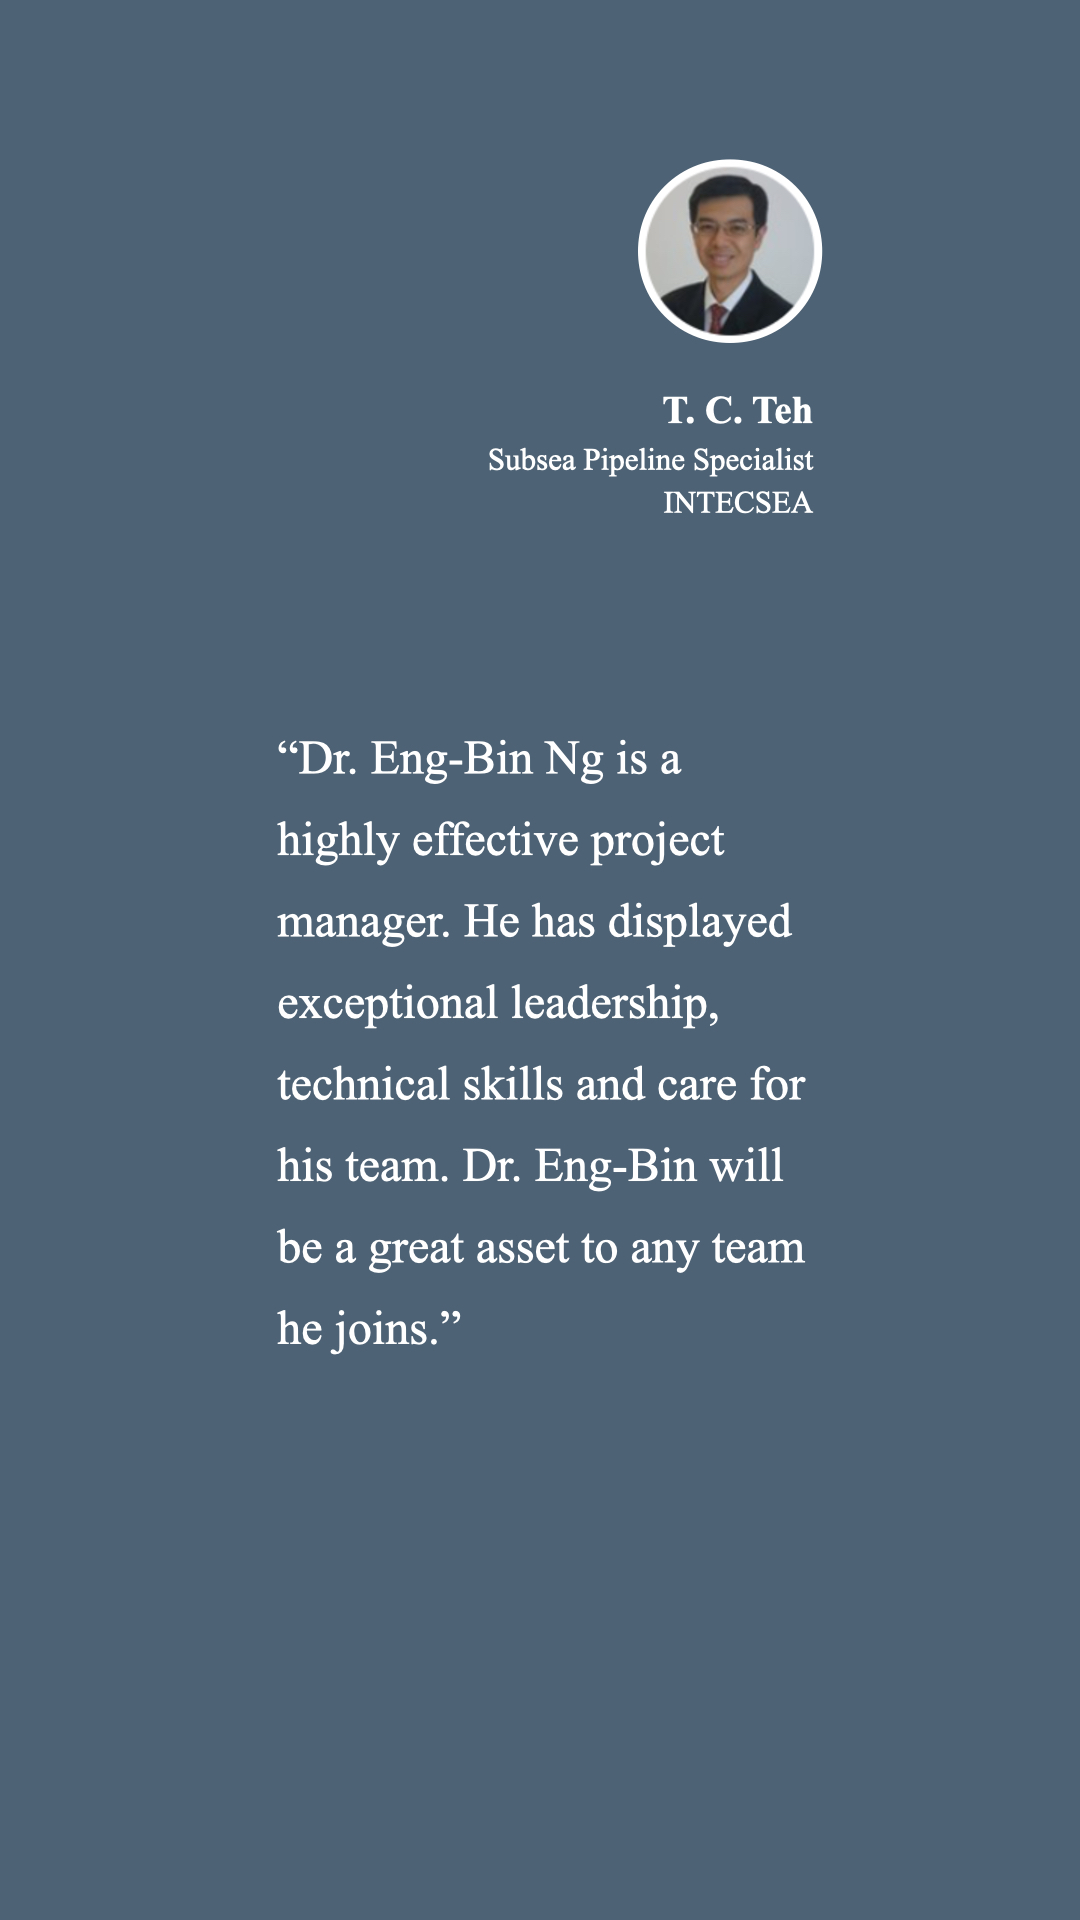 T. C. Teh
Subsea Pipeline Specialist
INTECSEA
“Dr. Eng-Bin Ng is a
highly effective project
manager. He has displayed
exceptional leadership,
technical skills and care for
his team. Dr. Eng-Bin will
be a great asset to any team
he joins.”